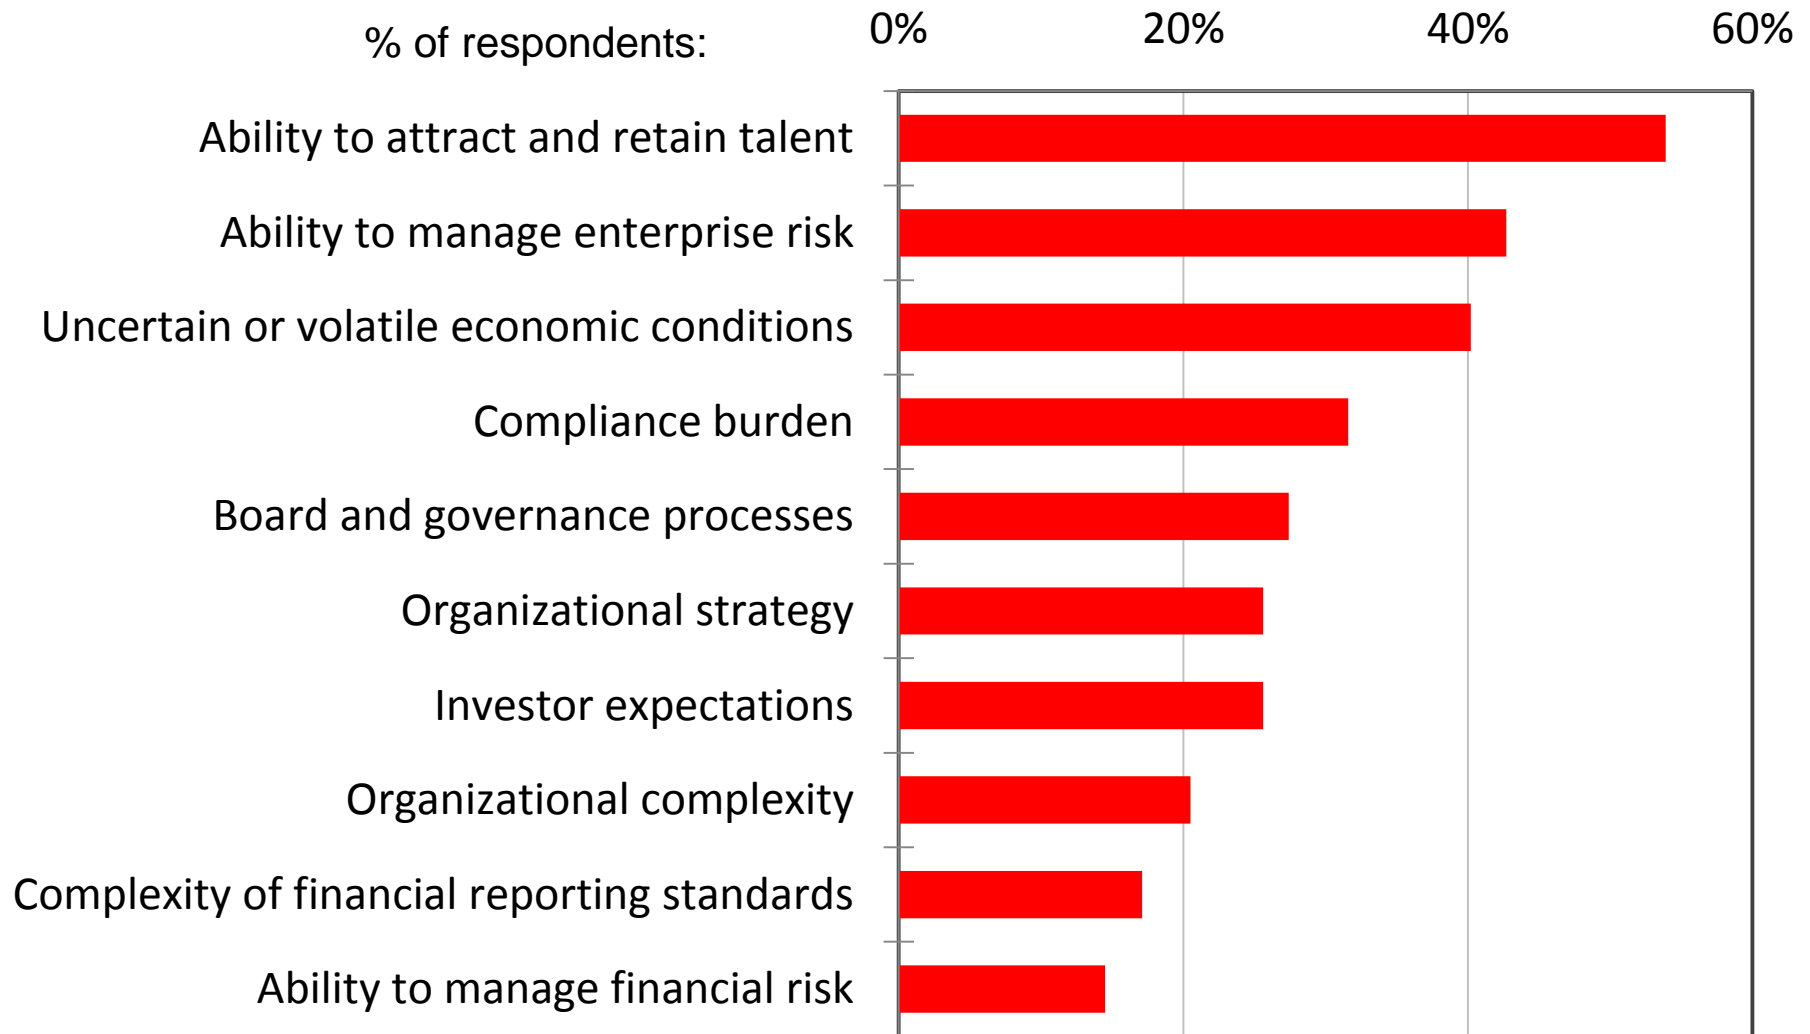 % of respondents:
0% 20% 40% 60%
Ability to attract and retain talent
Ability to manage enterprise risk
Uncertain or volatile economic conditions
Compliance burden
Board and governance processes
Organizational strategy
Investor expectations
Organizational complexity
Complexity of financial reporting standards
Ability to manage financial risk